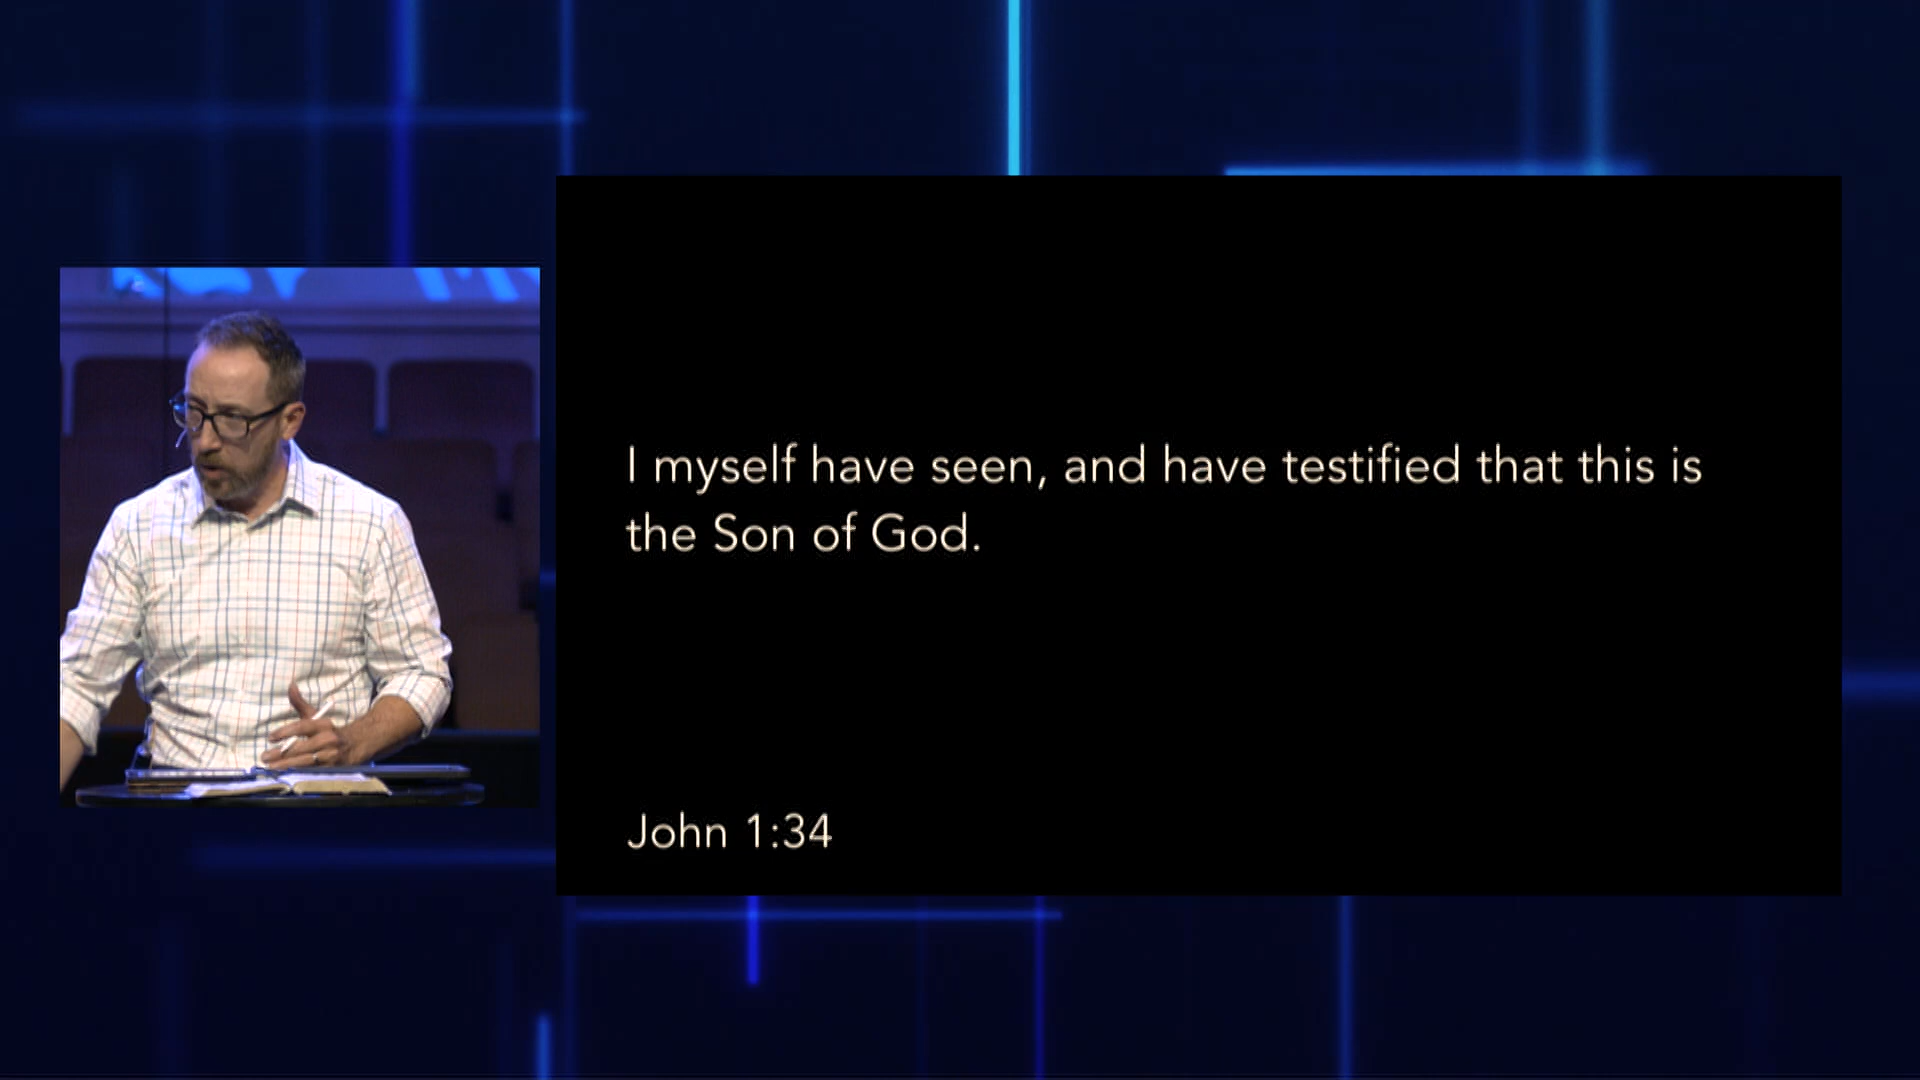 I myself have seen, and have testified that this is
the Son of God.
John 1:34